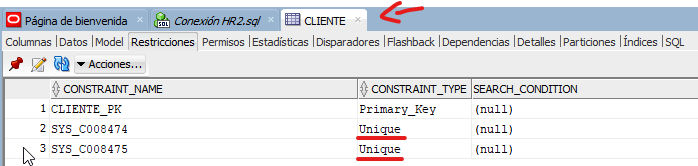 Página de bienvenida Conexión HR2.sql CLIENTE
Columnas Datos Model Restricciones Permisos Estadísticas Disparadores Flashback Dependencias Detalles Particiones Índices SQL
Acciones...
CONSTRAINT_NAME CONSTRAINT_TYPE SEARCH_CONDITION
1 CLIENTE_PK Primary_Key (null)
2 SYS_C008474 Unique (null)
3 SYS_C008475 Unique (null)